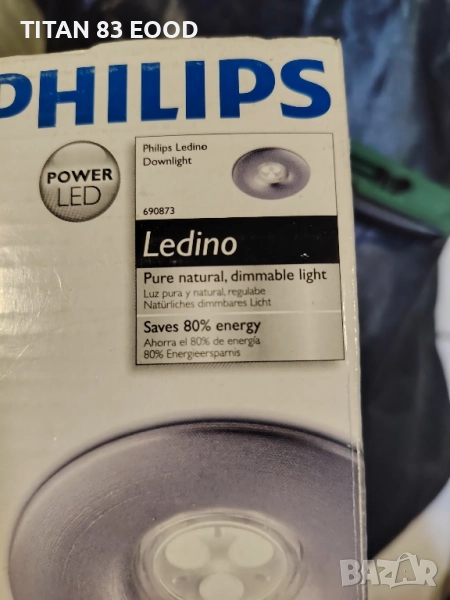 TITAN 83 EOOD
PHILIPS
POWER
LED
Philips Ledino
Downlight
690873
Ledino
Pure natural, dimmable light
Luz pura y natural, regulabe
Natürliches dimmbares Licht
Saves 80% energy
Ahorra el 80% de energía
80% Energieersparnis
BAZAR